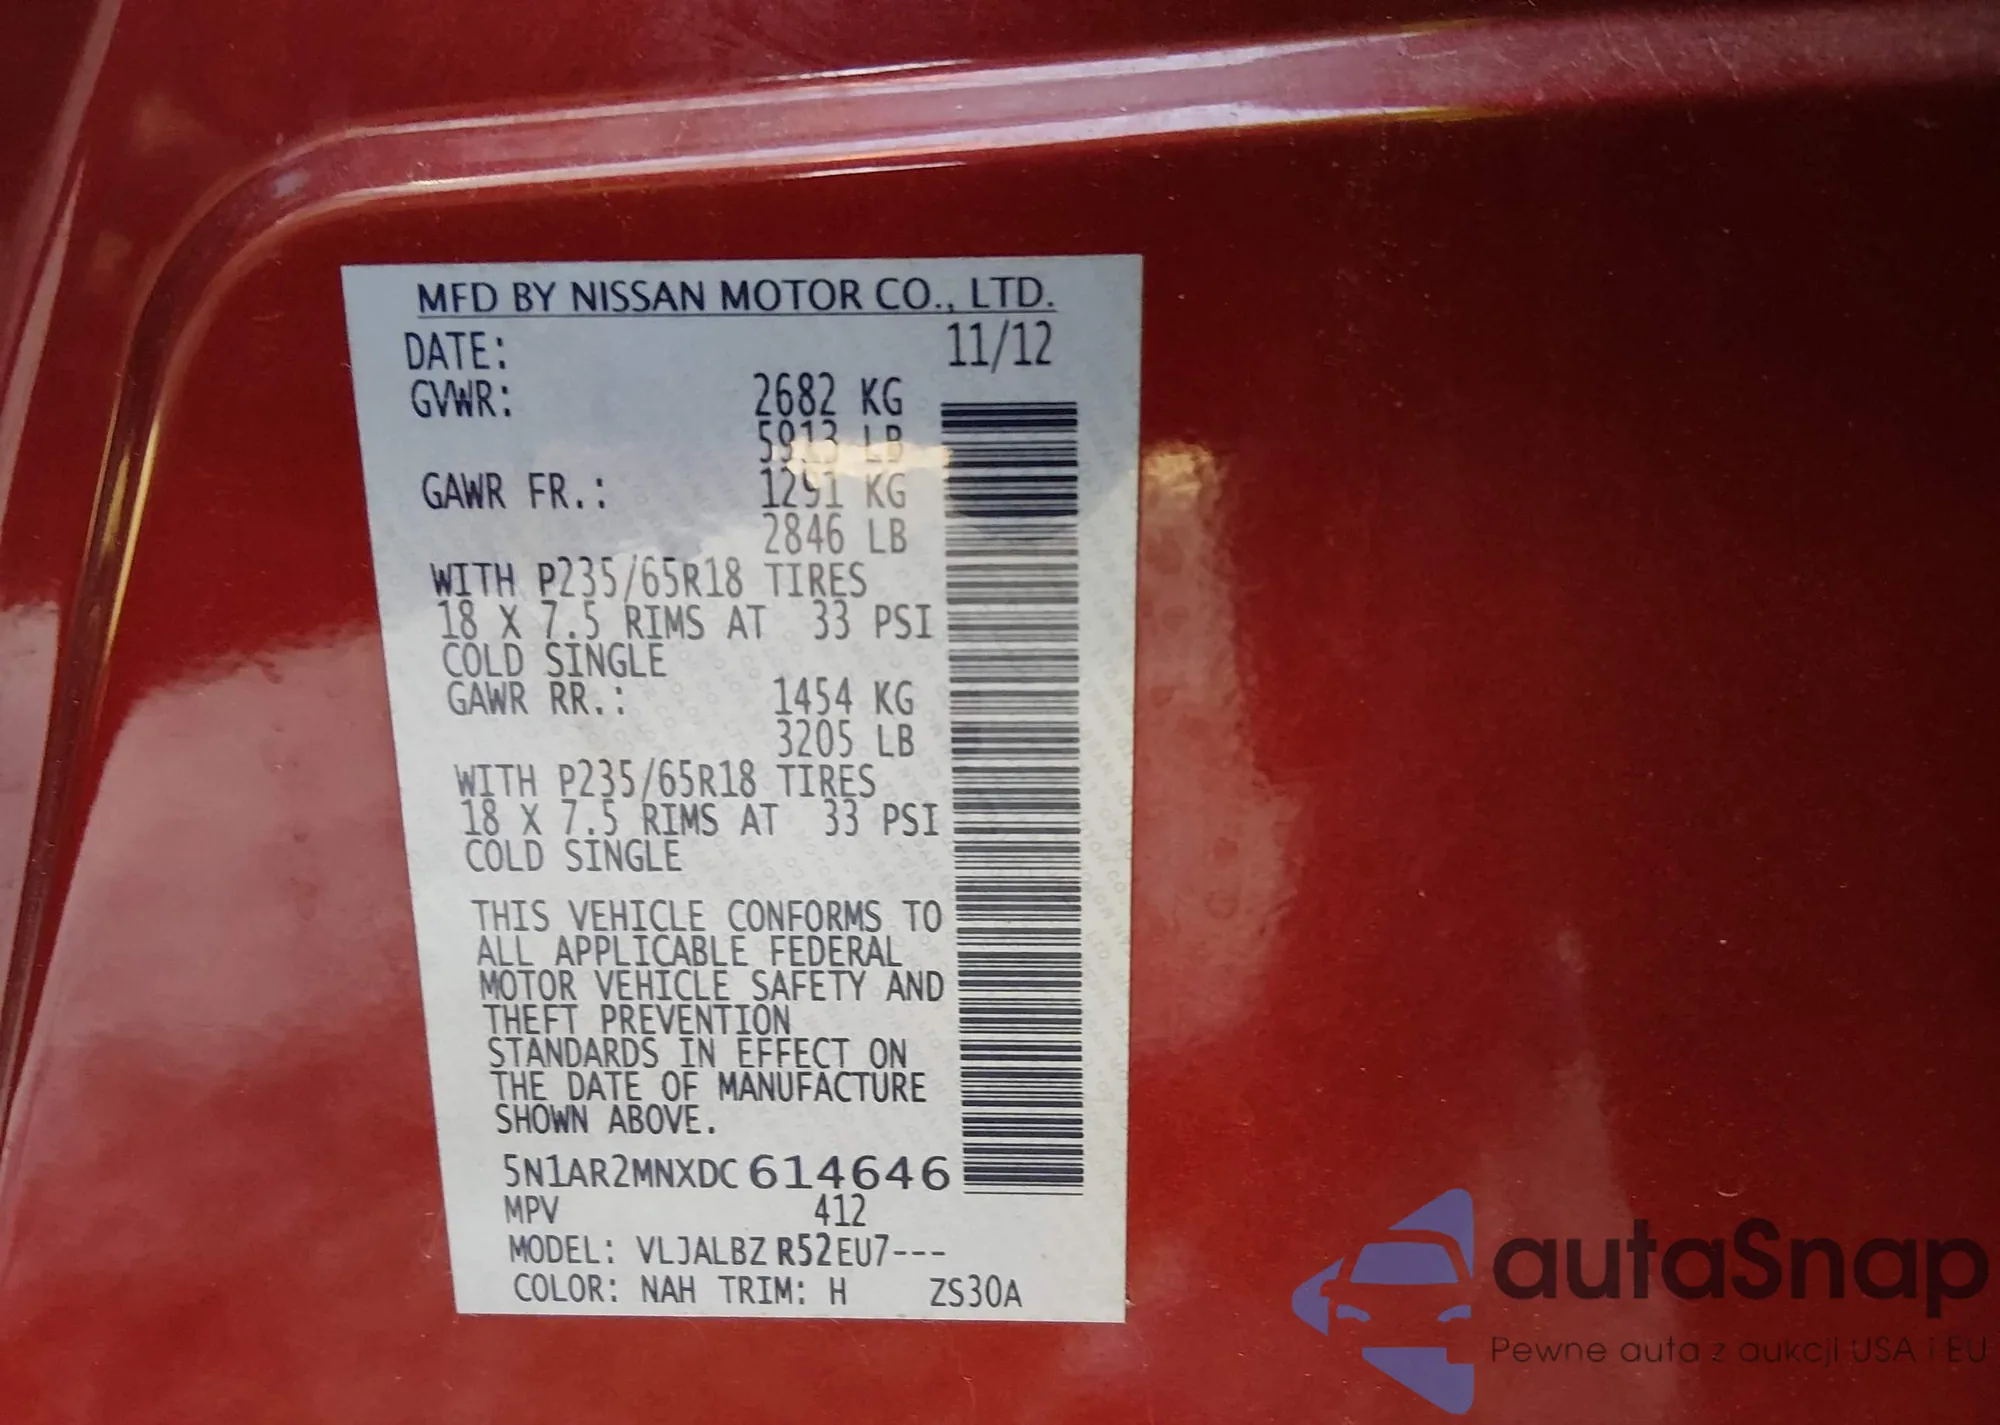 MFD BY NISSAN MOTOR CO., LTD.
DATE: 11/12
GVWR: 2682 KG
5913 LB
GAWR FR.: 1291 KG
2846 LB
WITH P235/65R18 TIRES
18 X 7.5 RIMS AT 33 PSI
COLD SINGLE
GAWR RR.: 1454 KG
3205 LB
WITH P235/65R18 TIRES
18 X 7.5 RIMS AT 33 PSI
COLD SINGLE
THIS VEHICLE CONFORMS TO
ALL APPLICABLE FEDERAL
MOTOR VEHICLE SAFETY AND
THEFT PREVENTION
STANDARDS IN EFFECT ON
THE DATE OF MANUFACTURE
SHOWN ABOVE.
5N1AR2MNXDC614646
MPV 412
MODEL: VLJALBZ R52EU7---
COLOR: NAH TRIM: H ZS30A
autaSnap
Pewne auta z aukcji USA i EU